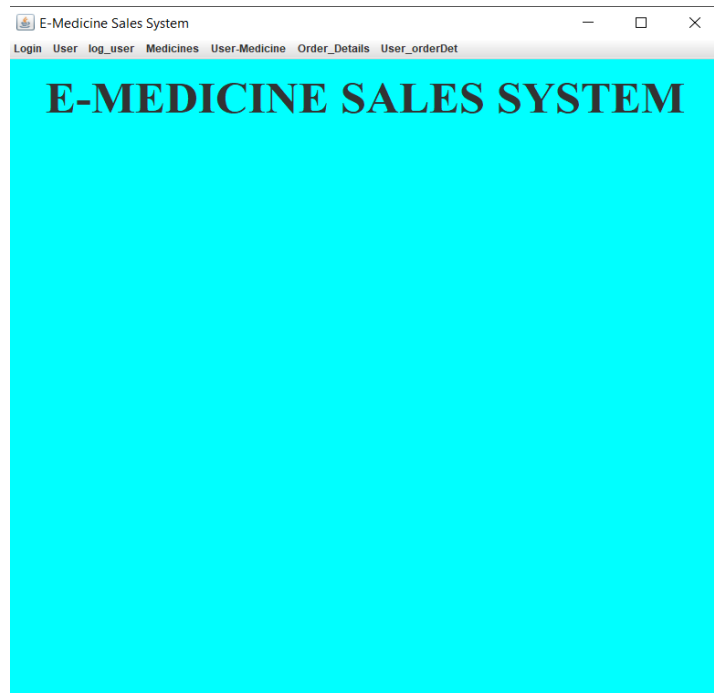 E-Medicine Sales System
Login User log_user Medicines User-Medicine Order_Details User_orderDet
E-MEDICINE SALES SYSTEM